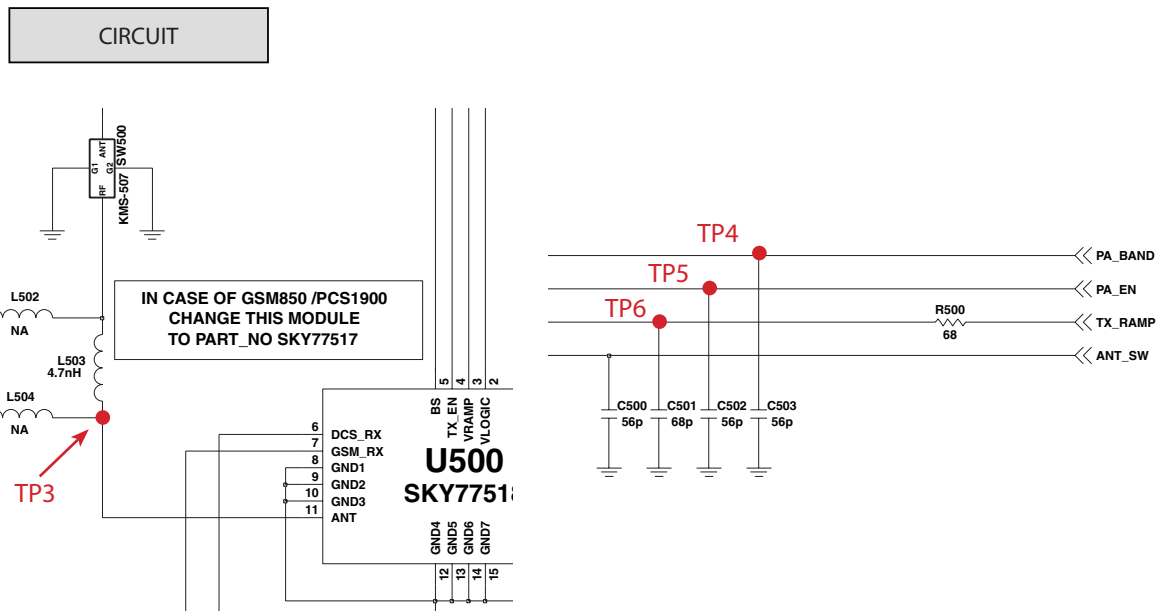 CIRCUIT
ANT
G1
G2
RF
KMS-507 SW500
L502
NA
L503
4.7nH
L504
NA
TP3
IN CASE OF GSM850 /PCS1900
CHANGE THIS MODULE
TO PART_NO SKY77517
5
4
3
2
BS
TX_EN
VRAMP
VLOGIC
6
DCS_RX
7
GSM_RX
8
GND1
9
GND2
10
GND3
11
ANT
U500
SKY77518
GND4
GND5
GND6
GND7
12
13
14
15
TP4
TP5
TP6
PA_BAND
PA_EN
R500
68
TX_RAMP
ANT_SW
C500
56p
C501
68p
C502
56p
C503
56p